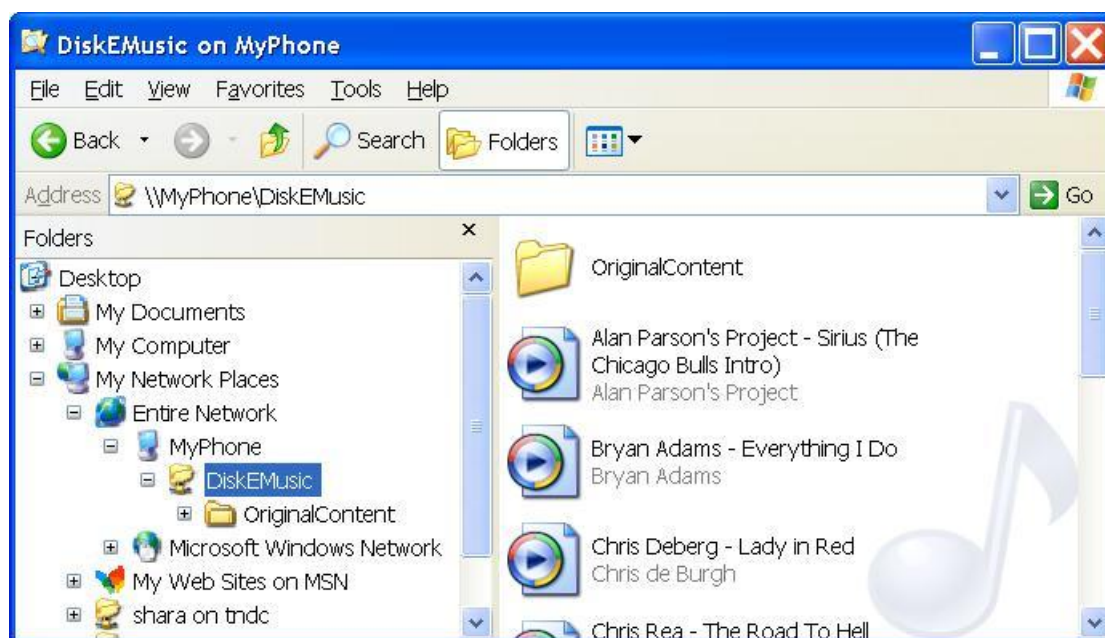 DiskEMusic on MyPhone
File Edit View Favorites Tools Help
Back Search Folders
Address \\MyPhone\DiskEMusic Go
Folders
Desktop
My Documents
My Computer
My Network Places
Entire Network
MyPhone
DiskEMusic
OriginalContent
Microsoft Windows Network
My Web Sites on MSN
shara on tndc
OriginalContent
Alan Parson's Project - Sirius (The
Chicago Bulls Intro)
Alan Parson's Project
Bryan Adams - Everything I Do
Bryan Adams
Chris Deberg - Lady in Red
Chris de Burgh
Chris Rea - The Road To Hell